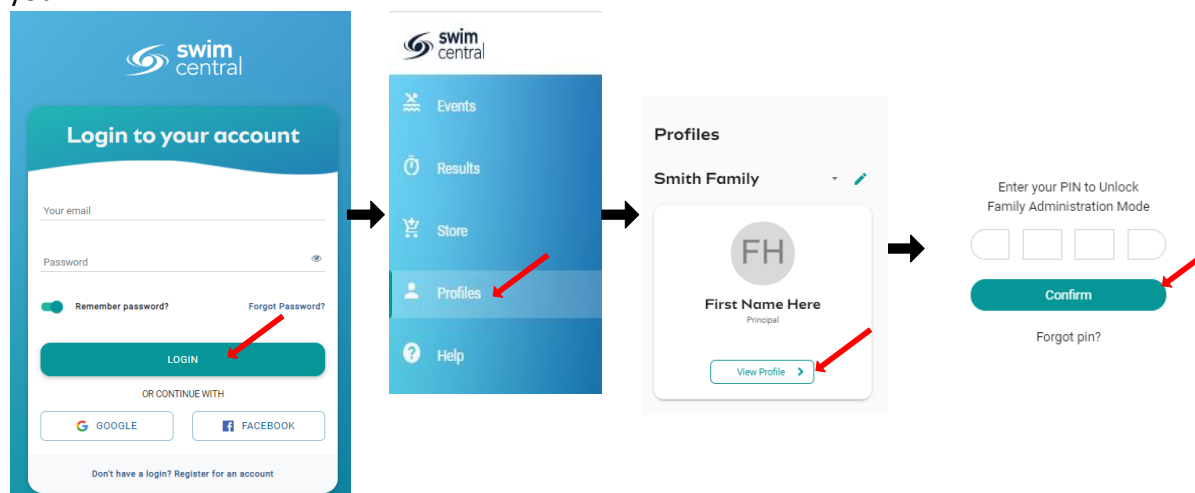 you
swim
central
Login to your account
Your email
Password
Remember password?
Forgot Password?
LOGIN
OR CONTINUE WITH
GOOGLE
FACEBOOK
Don't have a login? Register for an account
swim
central
Events
Results
Store
Profiles
Help
Profiles
Smith Family
FH
First Name Here
Principal
View Profile
Enter your PIN to Unlock
Family Administration Mode
Confirm
Forgot pin?